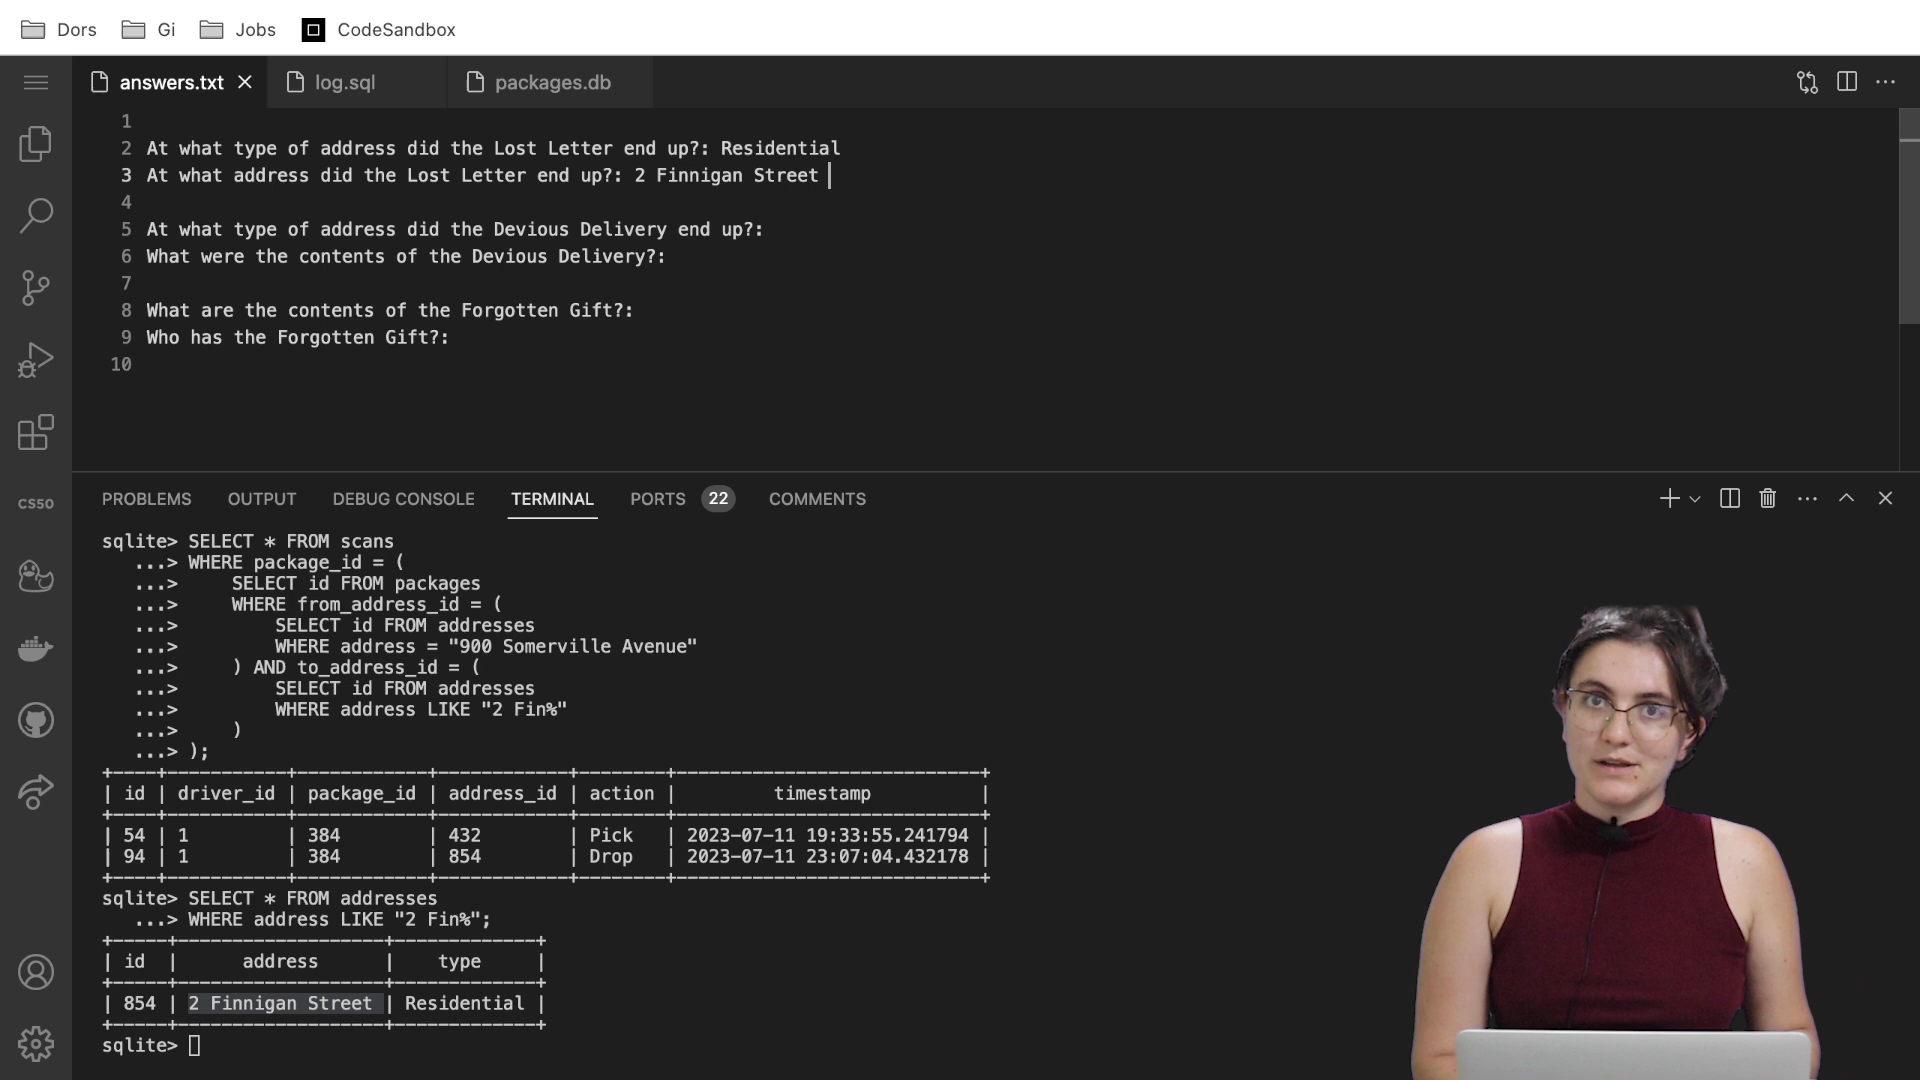 Dors Gi Jobs CodeSandbox
answers.txt log.sql packages.db
1
2 At what type of address did the Lost Letter end up?: Residential
3 At what address did the Lost Letter end up?: 2 Finnigan Street
4
5 At what type of address did the Devious Delivery end up?:
6 What were the contents of the Devious Delivery?:
7
8 What are the contents of the Forgotten Gift?:
9 Who has the Forgotten Gift?:
10
CS50
PROBLEMS OUTPUT DEBUG CONSOLE TERMINAL PORTS 22 COMMENTS
sqlite> SELECT * FROM scans
...> WHERE package_id = (
...> SELECT id FROM packages
...> WHERE from_address_id = (
...> SELECT id FROM addresses
...> WHERE address = "900 Somerville Avenue"
...> ) AND to_address_id = (
...> SELECT id FROM addresses
...> WHERE address LIKE "2 Fin%"
...> )
...> );
+----+-----------+------------+------------+--------+----------------------------+
| id | driver_id | package_id | address_id | action | timestamp |
+----+-----------+------------+------------+--------+----------------------------+
| 54 | 1 | 384 | 432 | Pick | 2023-07-11 19:33:55.241794 |
| 94 | 1 | 384 | 854 | Drop | 2023-07-11 23:07:04.432178 |
+----+-----------+------------+------------+--------+----------------------------+
sqlite> SELECT * FROM addresses
...> WHERE address LIKE "2 Fin%";
+-----+-------------------+-------------+
| id | address | type |
+-----+-------------------+-------------+
| 854 | 2 Finnigan Street | Residential |
+-----+-------------------+-------------+
sqlite>